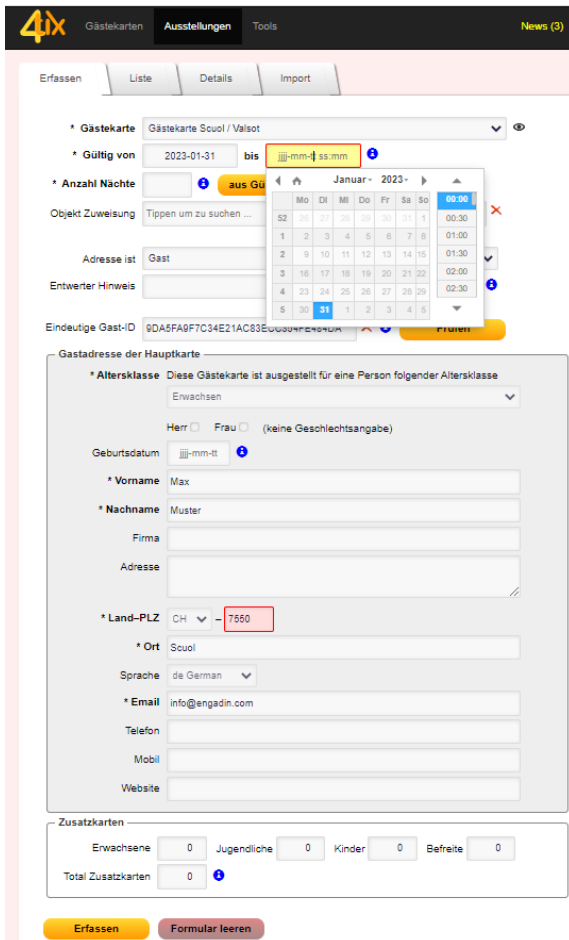 4ix Gästekarten Ausstellungen Tools News (3)
Erfassen Liste Details Import
* Gästekarte Gästekarte Scuol / Valsot
* Gültig von 2023-01-31 bis jjjj-mm-tt ss:mm
Januar 2023
* Anzahl Nächte aus Gü
Mo DI MI Do Fr Sa So 00:00
Objekt Zuweisung Tippen um zu suchen ...
52 26 27 28 29 30 31 1 00:30
1 2 3 4 5 6 7 8 01:00
2 9 10 11 12 13 14 15 01:30
Adresse ist Gast
3 16 17 18 19 20 21 22 02:00
Entwerter Hinweis
4 23 24 25 26 27 28 29 02:30
5 30 31 1 2 3 4 5
Eindeutige Gast-ID Prüfen
Gastadresse der Hauptkarte
* Altersklasse Diese Gästekarte ist ausgestellt für eine Person folgender Altersklasse
Erwachsen
Herr Frau (keine Geschlechtsangabe)
Geburtsdatum jjjj-mm-tt
* Vorname Max
* Nachname Muster
Firma
Adresse
* Land–PLZ CH – 7550
* Ort Scuol
Sprache de German
* Email info@engadin.com
Telefon
Mobil
Website
Zusatzkarten
Erwachsene 0 Jugendliche 0 Kinder 0 Befreite 0
Total Zusatzkarten 0
Erfassen Formular leeren